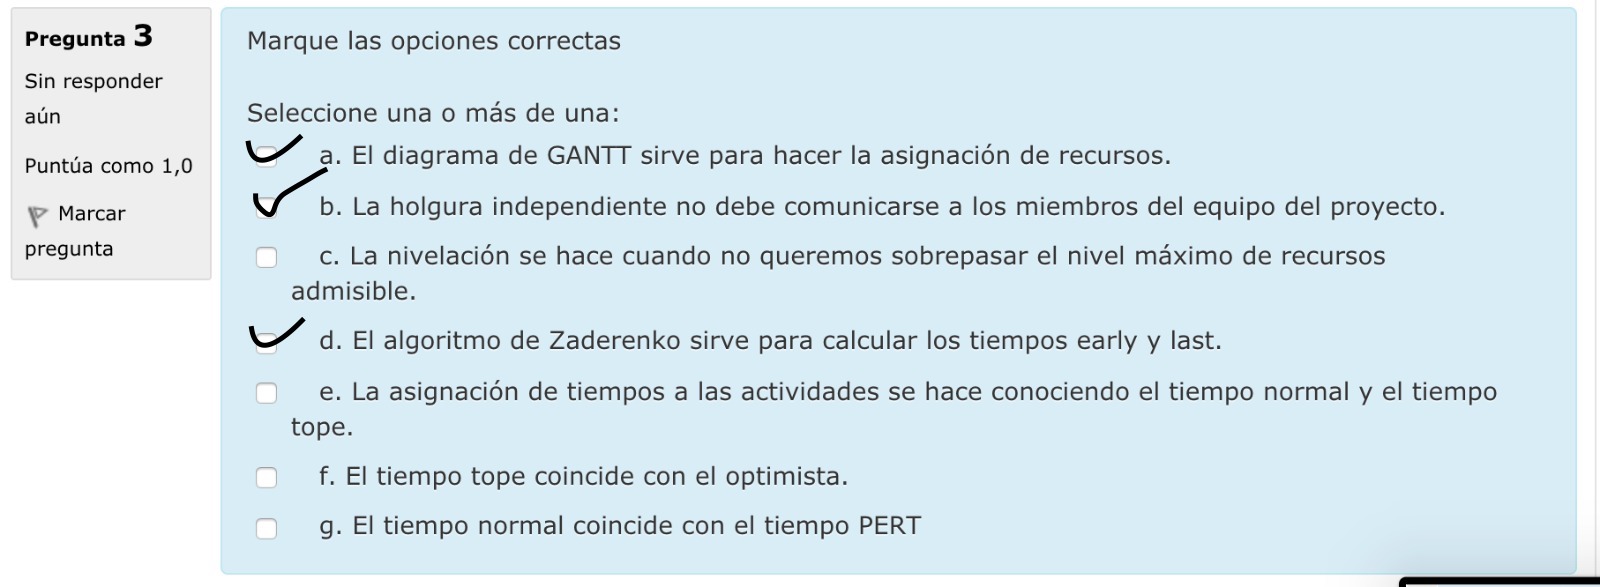 Pregunta 3
Sin responder
aún
Puntúa como 1,0
Marcar
pregunta
Marque las opciones correctas
Seleccione una o más de una:
a. El diagrama de GANTT sirve para hacer la asignación de recursos.
b. La holgura independiente no debe comunicarse a los miembros del equipo del proyecto.
c. La nivelación se hace cuando no queremos sobrepasar el nivel máximo de recursos
admisible.
d. El algoritmo de Zaderenko sirve para calcular los tiempos early y last.
e. La asignación de tiempos a las actividades se hace conociendo el tiempo normal y el tiempo
tope.
f. El tiempo tope coincide con el optimista.
g. El tiempo normal coincide con el tiempo PERT